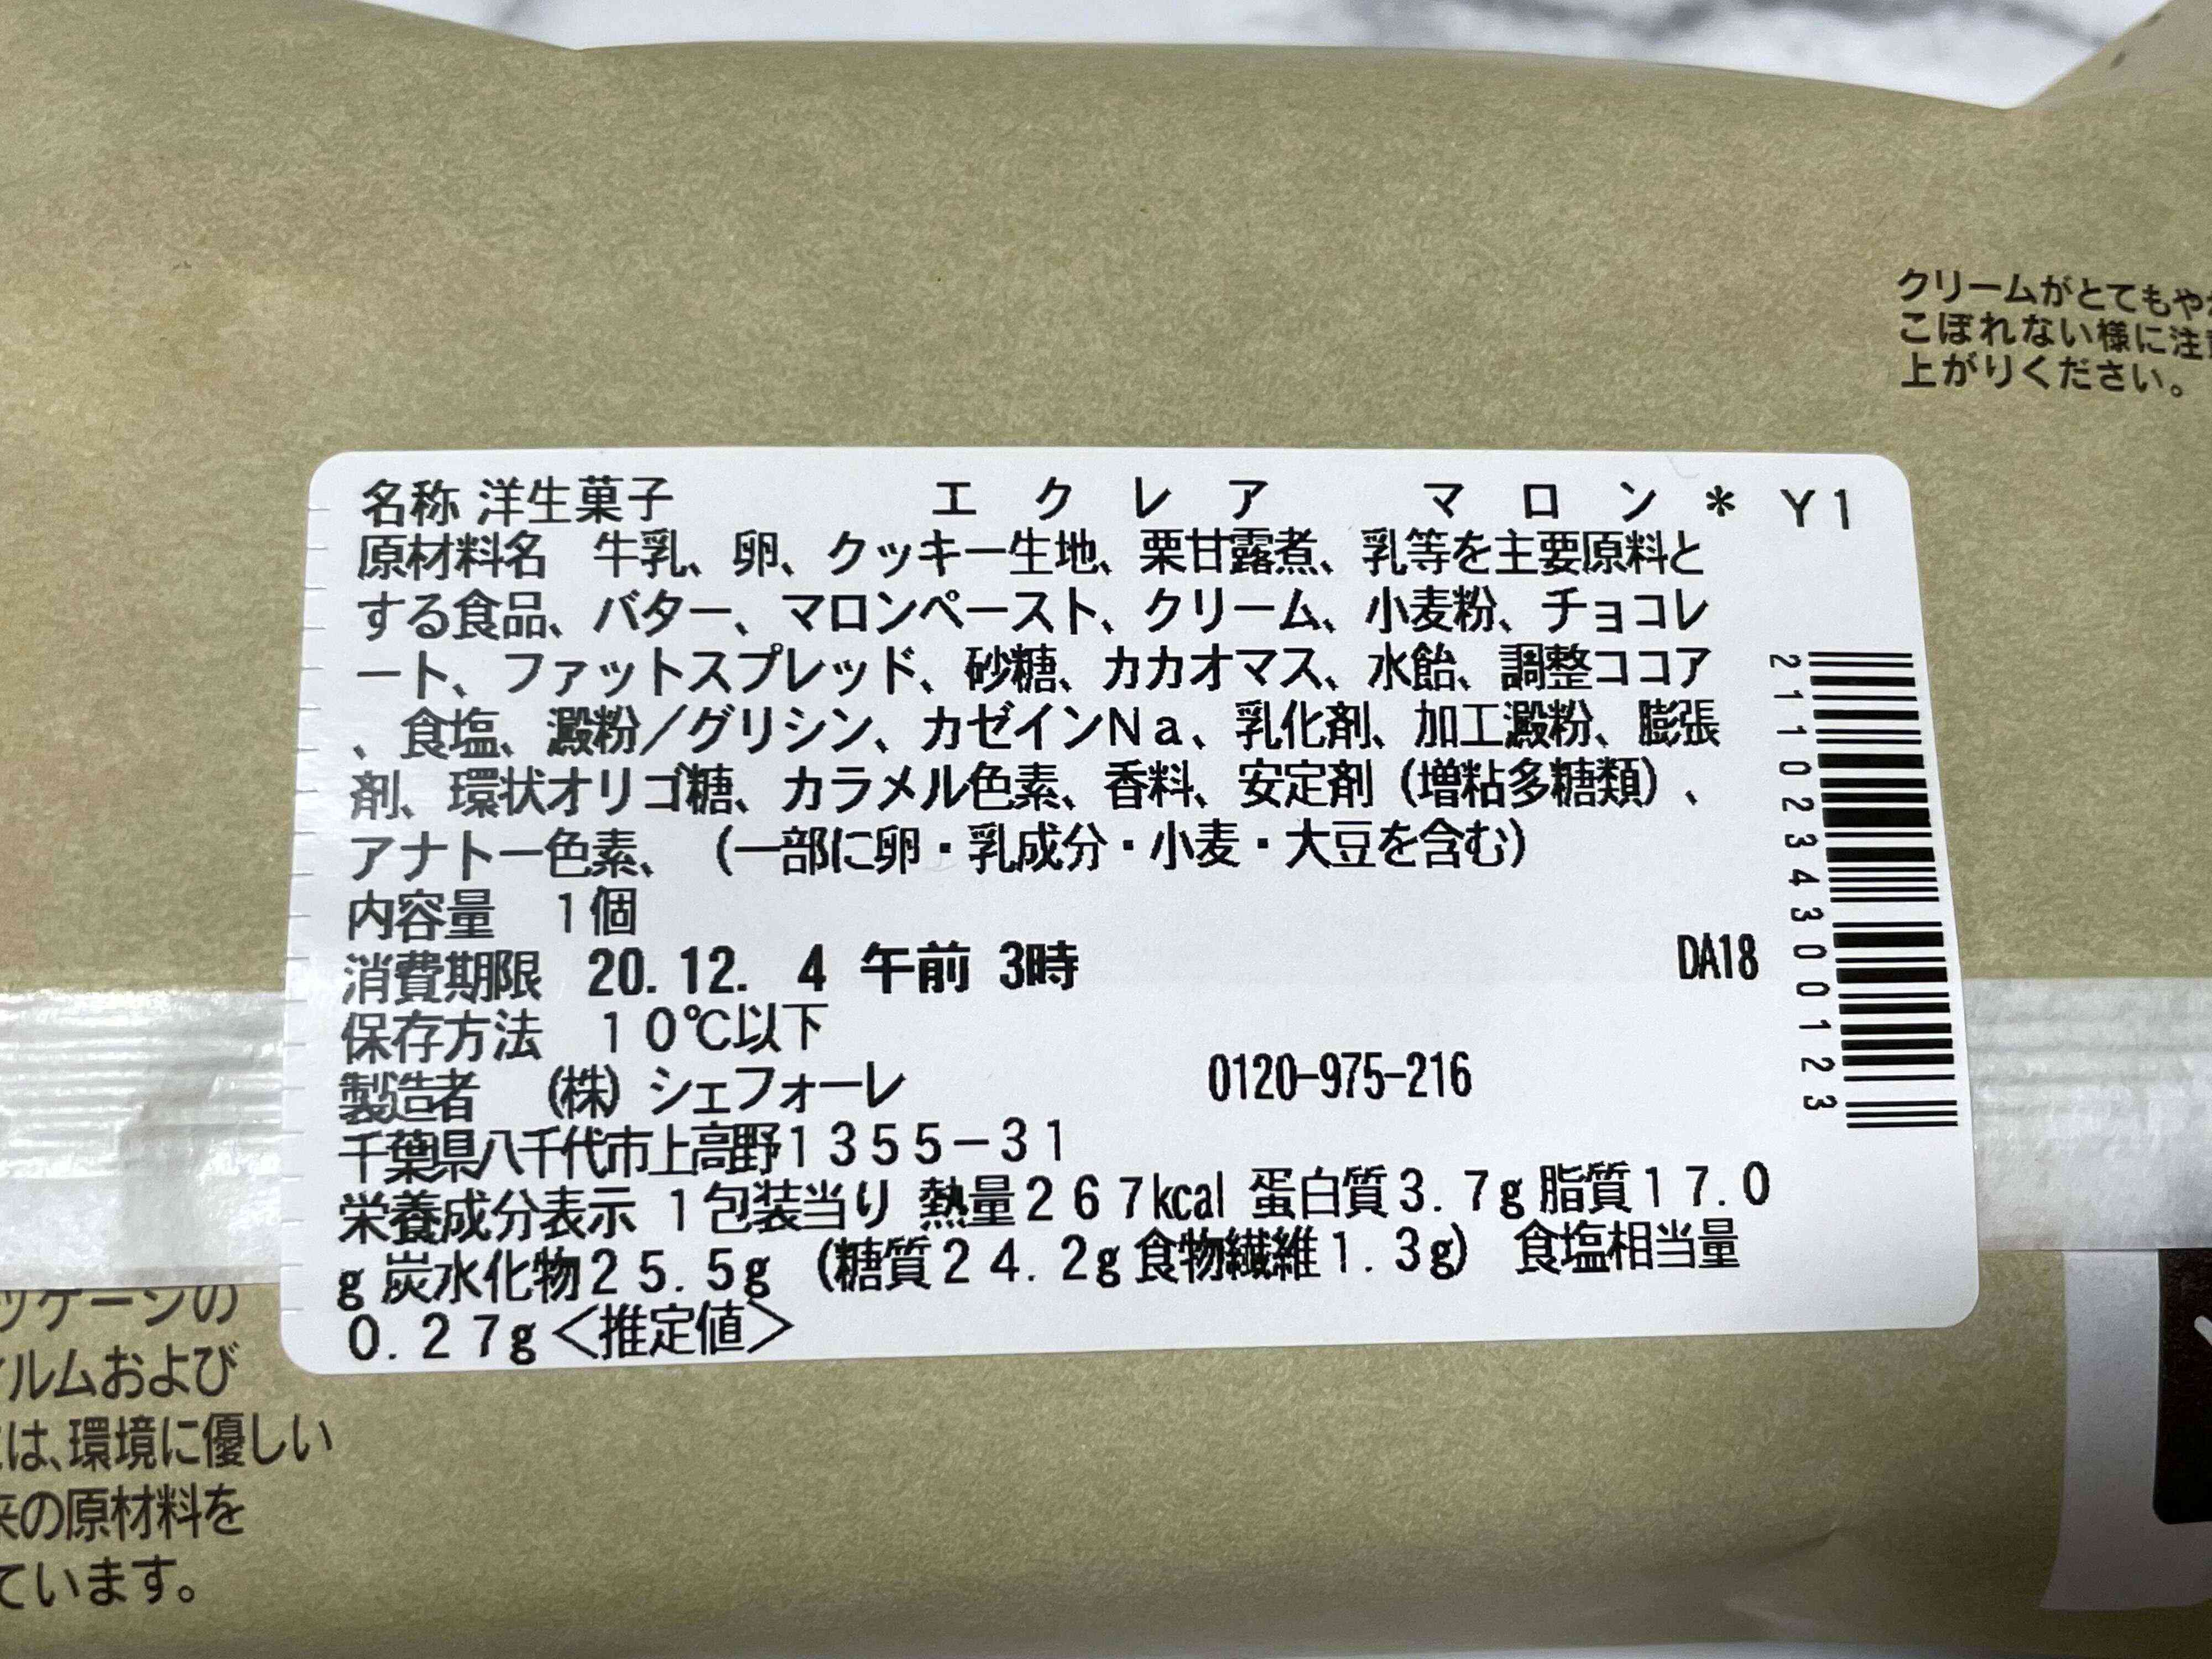 クリームがとてもや
こぼれない様に注
上がりください。
名称 洋生菓子 エクレア マロン* Y1
原材料名 牛乳、卵、クッキー生地、栗甘露煮、乳等を主要原料と
する食品、バター、マロンペースト、クリーム、小麦粉、チョコレ
ート、ファットスプレッド、砂糖、カカオマス、水飴、調整ココア
、食塩、澱粉／グリシン、カゼインNa、乳化剤、加工澱粉、膨張
剤、環状オリゴ糖、カラメル色素、香料、安定剤（増粘多糖類）、
アナトー色素、（一部に卵・乳成分・小麦・大豆を含む）
内容量 1個
消費期限 20.12. 4 午前 3時 DA18
保存方法 10℃以下
製造者 (株) シェフォーレ 0120-975-216
千葉県八千代市上高野1355-31
栄養成分表示 1包装当り 熱量267kcal 蛋白質3.7g 脂質17.0
g 炭水化物25.5g（糖質24.2g 食物繊維1.3g） 食塩相当量
0.27g＜推定値＞
2110234300123
ッケージの
ィルムおよび
は、環境に優しい
来の原材料を
ています。